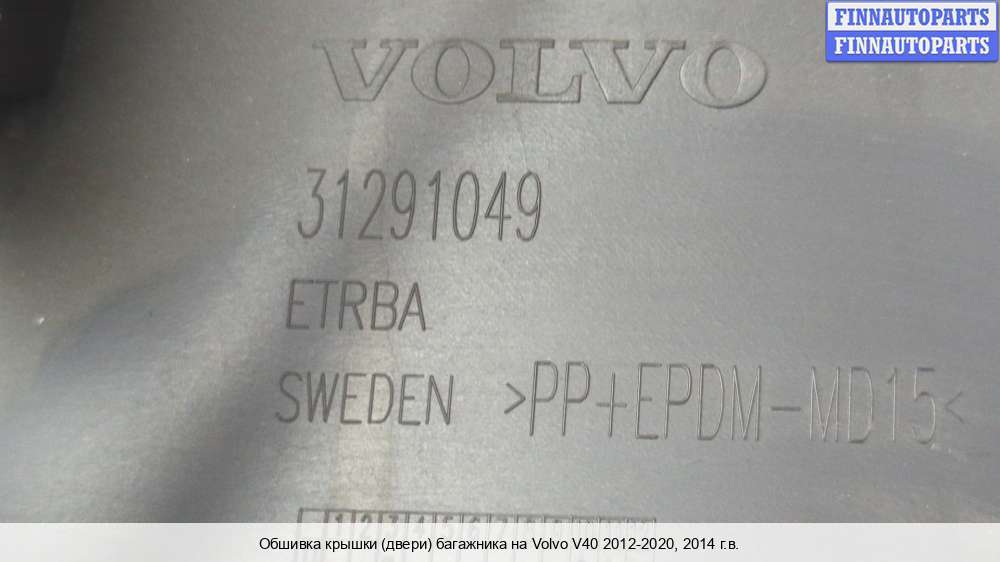 FINNAUTOPARTS
FINNAUTOPARTS
VOLVO
31291049
ETRBA
SWEDEN >PP+EPDM-MD15<
Обшивка крышки (двери) багажника на Volvo V40 2012-2020, 2014 г.в.